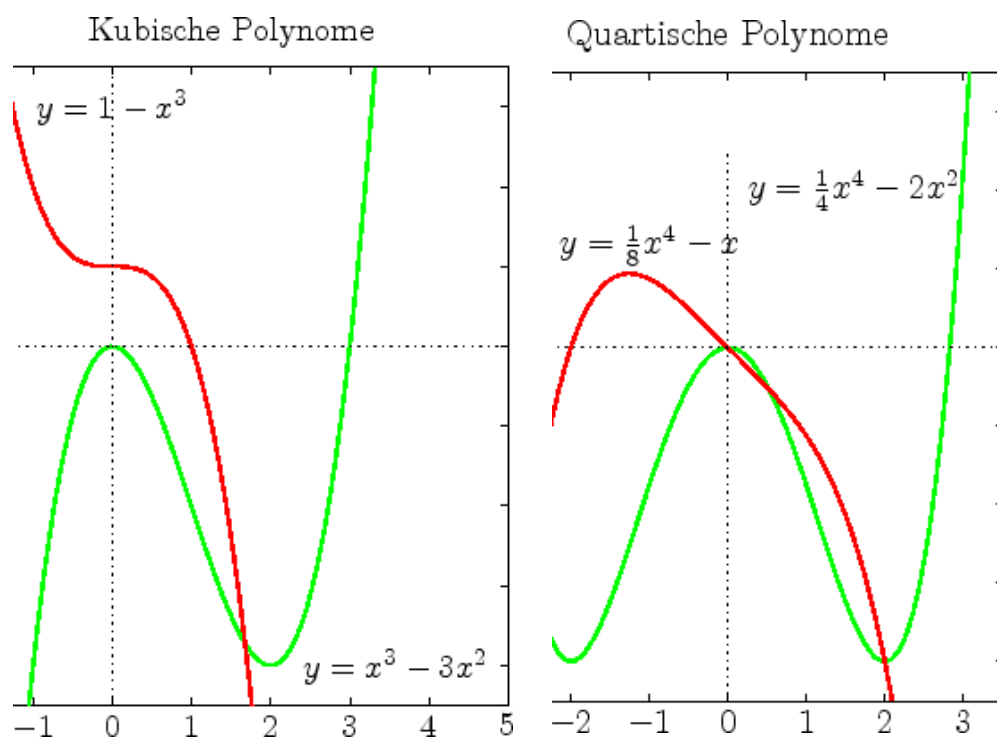 Kubische Polynome
y = 1 − x³
y = x³ − 3x²
−1 0 1 2 3 4 5
Quartische Polynome
y = ¼x⁴ − 2x²
y = ⅛x⁴ − x
−2 −1 0 1 2 3